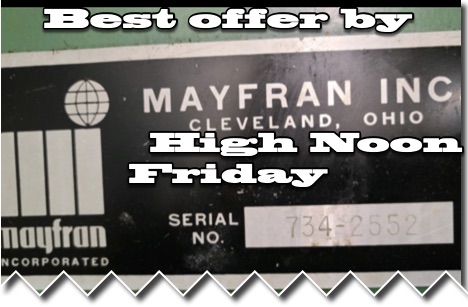 Best offer by
MAYFRAN INC
CLEVELAND, OHIO
High Noon
Friday
SERIAL
NO.
734-2552
mayfran
INCORPORATED